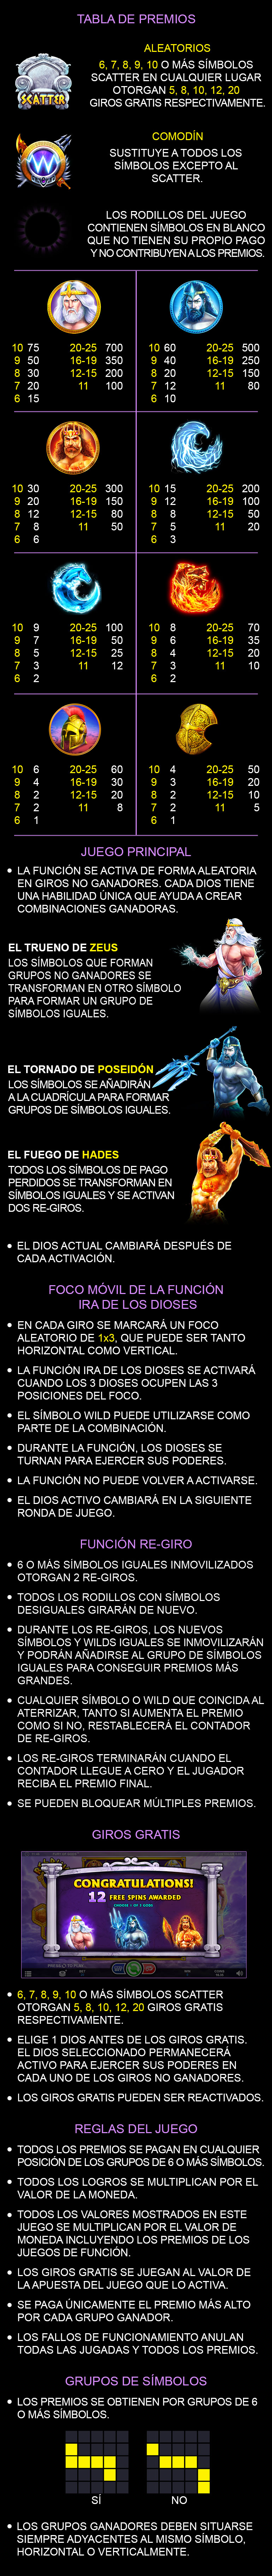 TABLA DE PREMIOS
ALEATORIOS
6, 7, 8, 9, 10 O MÁS SÍMBOLOS
SCATTER EN CUALQUIER LUGAR
OTORGAN 5, 8, 10, 12, 20
GIROS GRATIS RESPECTIVAMENTE.
SCATTER
COMODÍN
SUSTITUYE A TODOS LOS
SÍMBOLOS EXCEPTO AL
SCATTER.
W
LOS RODILLOS DEL JUEGO
CONTIENEN SÍMBOLOS EN BLANCO
QUE NO TIENEN SU PROPIO PAGO
Y NO CONTRIBUYEN A LOS PREMIOS.
10 75 20-25 700
9 50 16-19 350
8 30 12-15 200
7 20 11 100
6 15
10 60 20-25 500
9 40 16-19 250
8 20 12-15 150
7 12 11 80
6 10
10 30 20-25 300
9 20 16-19 150
8 12 12-15 80
7 8 11 50
6 6
10 15 20-25 200
9 12 16-19 100
8 8 12-15 50
7 5 11 20
6 3
10 9 20-25 100
9 7 16-19 50
8 5 12-15 25
7 3 11 12
6 2
10 8 20-25 70
9 6 16-19 35
8 4 12-15 20
7 3 11 10
6 2
10 6 20-25 60
9 4 16-19 30
8 2 12-15 20
7 2 11 8
6 1
10 4 20-25 50
9 3 16-19 20
8 2 12-15 10
7 2 11 5
6 1
JUEGO PRINCIPAL
• LA FUNCIÓN SE ACTIVA DE FORMA ALEATORIA
EN GIROS NO GANADORES. CADA DIOS TIENE
UNA HABILIDAD ÚNICA QUE AYUDA A CREAR
COMBINACIONES GANADORAS.
EL TRUENO DE ZEUS
LOS SÍMBOLOS QUE FORMAN
GRUPOS NO GANADORES SE
TRANSFORMAN EN OTRO SÍMBOLO
PARA FORMAR UN GRUPO DE
SÍMBOLOS IGUALES.
EL TORNADO DE POSEIDÓN
LOS SÍMBOLOS SE AÑADIRÁN
A LA CUADRÍCULA PARA FORMAR
GRUPOS DE SÍMBOLOS IGUALES.
EL FUEGO DE HADES
TODOS LOS SÍMBOLOS DE PAGO
PERDIDOS SE TRANSFORMAN EN
SÍMBOLOS IGUALES Y SE ACTIVAN
DOS RE-GIROS.
• EL DIOS ACTUAL CAMBIARÁ DESPUÉS DE
CADA ACTIVACIÓN.
FOCO MÓVIL DE LA FUNCIÓN
IRA DE LOS DIOSES
• EN CADA GIRO SE MARCARÁ UN FOCO
ALEATORIO DE 1x3, QUE PUEDE SER TANTO
HORIZONTAL COMO VERTICAL.
• LA FUNCIÓN IRA DE LOS DIOSES SE ACTIVARÁ
CUANDO LOS 3 DIOSES OCUPEN LAS 3
POSICIONES DEL FOCO.
• EL SÍMBOLO WILD PUEDE UTILIZARSE COMO
PARTE DE LA COMBINACIÓN.
• DURANTE LA FUNCIÓN, LOS DIOSES SE
TURNAN PARA EJERCER SUS PODERES.
• LA FUNCIÓN NO PUEDE VOLVER A ACTIVARSE.
• EL DIOS ACTIVO CAMBIARÁ EN LA SIGUIENTE
RONDA DE JUEGO.
FUNCIÓN RE-GIRO
• 6 O MÁS SÍMBOLOS IGUALES INMOVILIZADOS
OTORGAN 2 RE-GIROS.
• TODOS LOS RODILLOS CON SÍMBOLOS
DESIGUALES GIRARÁN DE NUEVO.
• DURANTE LOS RE-GIROS, LOS NUEVOS
SÍMBOLOS Y WILDS IGUALES SE INMOVILIZARÁN
Y PODRÁN AÑADIRSE AL GRUPO DE SÍMBOLOS
IGUALES PARA CONSEGUIR PREMIOS MÁS
GRANDES.
• CUALQUIER SÍMBOLO O WILD QUE COINCIDA AL
ATERRIZAR, TANTO SI AUMENTA EL PREMIO
COMO SI NO, RESTABLECERÁ EL CONTADOR
DE RE-GIROS.
• LOS RE-GIROS TERMINARÁN CUANDO EL
CONTADOR LLEGUE A CERO Y EL JUGADOR
RECIBA EL PREMIO FINAL.
• SE PUEDEN BLOQUEAR MÚLTIPLES PREMIOS.
GIROS GRATIS
CONGRATULATIONS!
12 FREE SPINS AWARDED
CHOOSE 1 OF 3 GODS
• 6, 7, 8, 9, 10 O MÁS SÍMBOLOS SCATTER
OTORGAN 5, 8, 10, 12, 20 GIROS GRATIS
RESPECTIVAMENTE.
• ELIGE 1 DIOS ANTES DE LOS GIROS GRATIS.
EL DIOS SELECCIONADO PERMANECERÁ
ACTIVO PARA EJERCER SUS PODERES EN
CADA UNO DE LOS GIROS NO GANADORES.
• LOS GIROS GRATIS PUEDEN SER REACTIVADOS.
REGLAS DEL JUEGO
• TODOS LOS PREMIOS SE PAGAN EN CUALQUIER
POSICIÓN DE LOS GRUPOS DE 6 O MÁS SÍMBOLOS.
• TODOS LOS LOGROS SE MULTIPLICAN POR EL
VALOR DE LA MONEDA.
• TODOS LOS VALORES MOSTRADOS EN ESTE
JUEGO SE MULTIPLICAN POR EL VALOR DE
MONEDA INCLUYENDO LOS PREMIOS DE LOS
JUEGOS DE FUNCIÓN.
• LOS GIROS GRATIS SE JUEGAN AL VALOR DE
LA APUESTA DEL JUEGO QUE LO ACTIVA.
• SE PAGA ÚNICAMENTE EL PREMIO MÁS ALTO
POR CADA GRUPO GANADOR.
• LOS FALLOS DE FUNCIONAMIENTO ANULAN
TODAS LAS JUGADAS Y TODOS LOS PREMIOS.
GRUPOS DE SÍMBOLOS
• LOS PREMIOS SE OBTIENEN POR GRUPOS DE 6
O MÁS SÍMBOLOS.
SÍ NO
• LOS GRUPOS GANADORES DEBEN SITUARSE
SIEMPRE ADYACENTES AL MISMO SÍMBOLO,
HORIZONTAL O VERTICALMENTE.